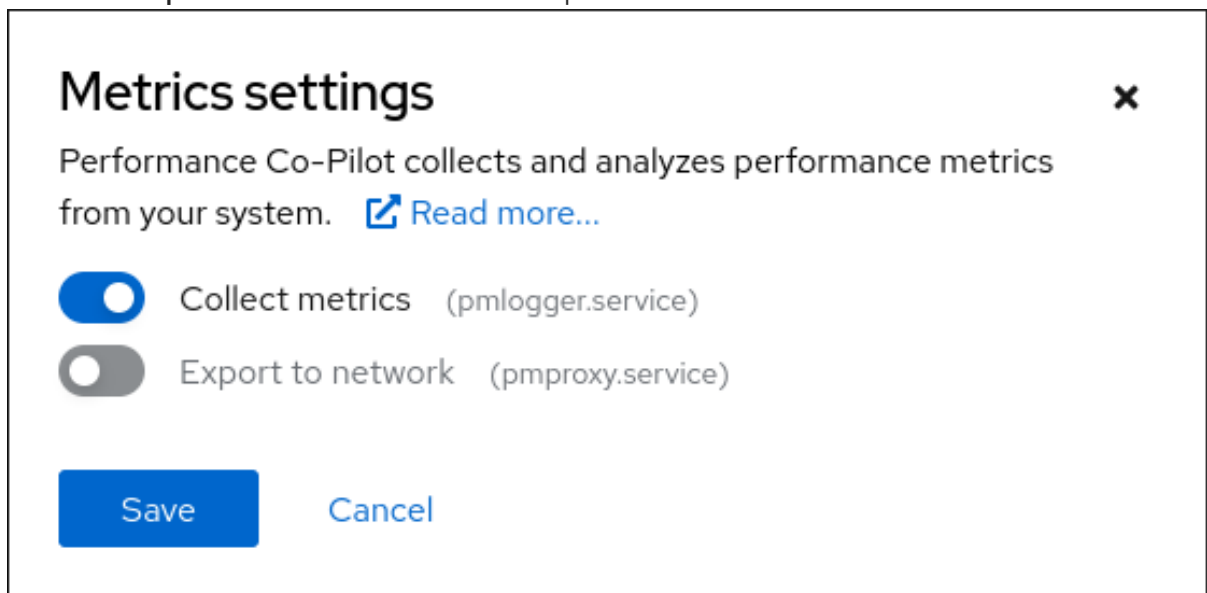 Metrics settings
Performance Co-Pilot collects and analyzes performance metrics
from your system. Read more...
Collect metrics (pmlogger.service)
Export to network (pmproxy.service)
Save Cancel